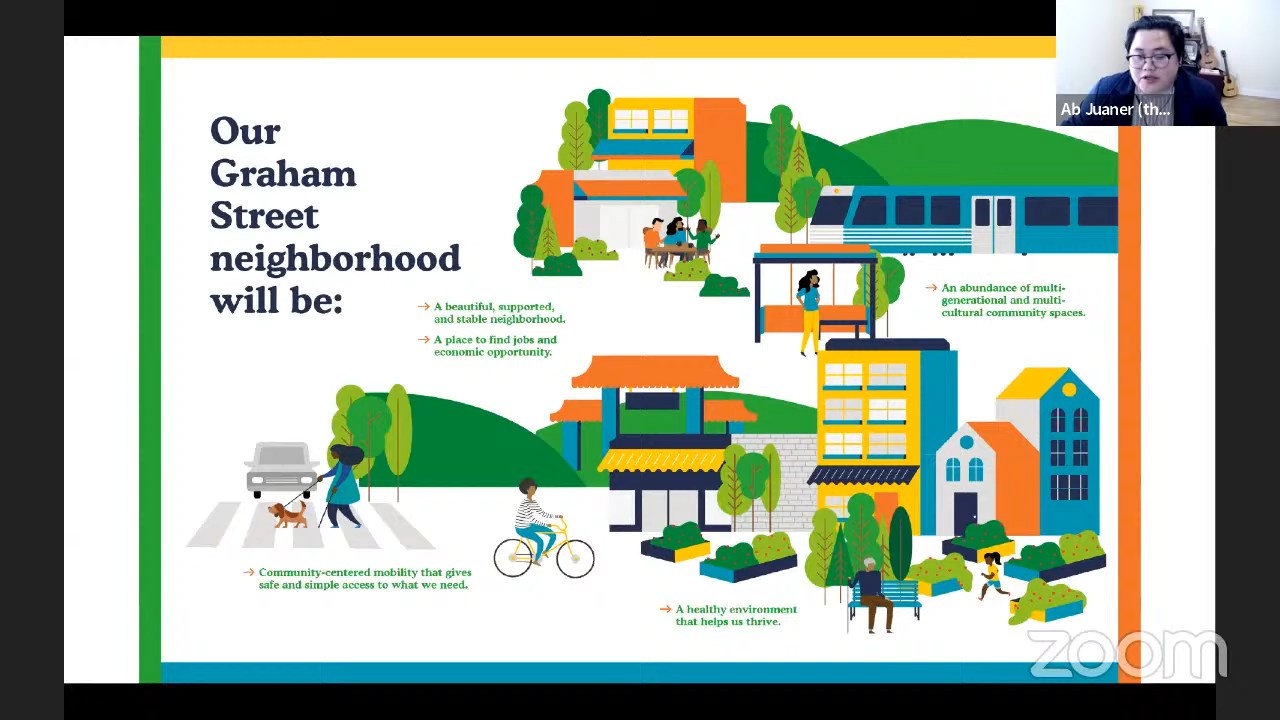 Ab Juaner (th...
Our
Graham
Street
neighborhood
will be:
→ A beautiful, supported,
and stable neighborhood.
→ A place to find jobs and
economic opportunity.
→ An abundance of multi-
generational and multi-
cultural community spaces.
→ Community-centered mobility that gives
safe and simple access to what we need.
→ A healthy environment
that helps us thrive.
zoom